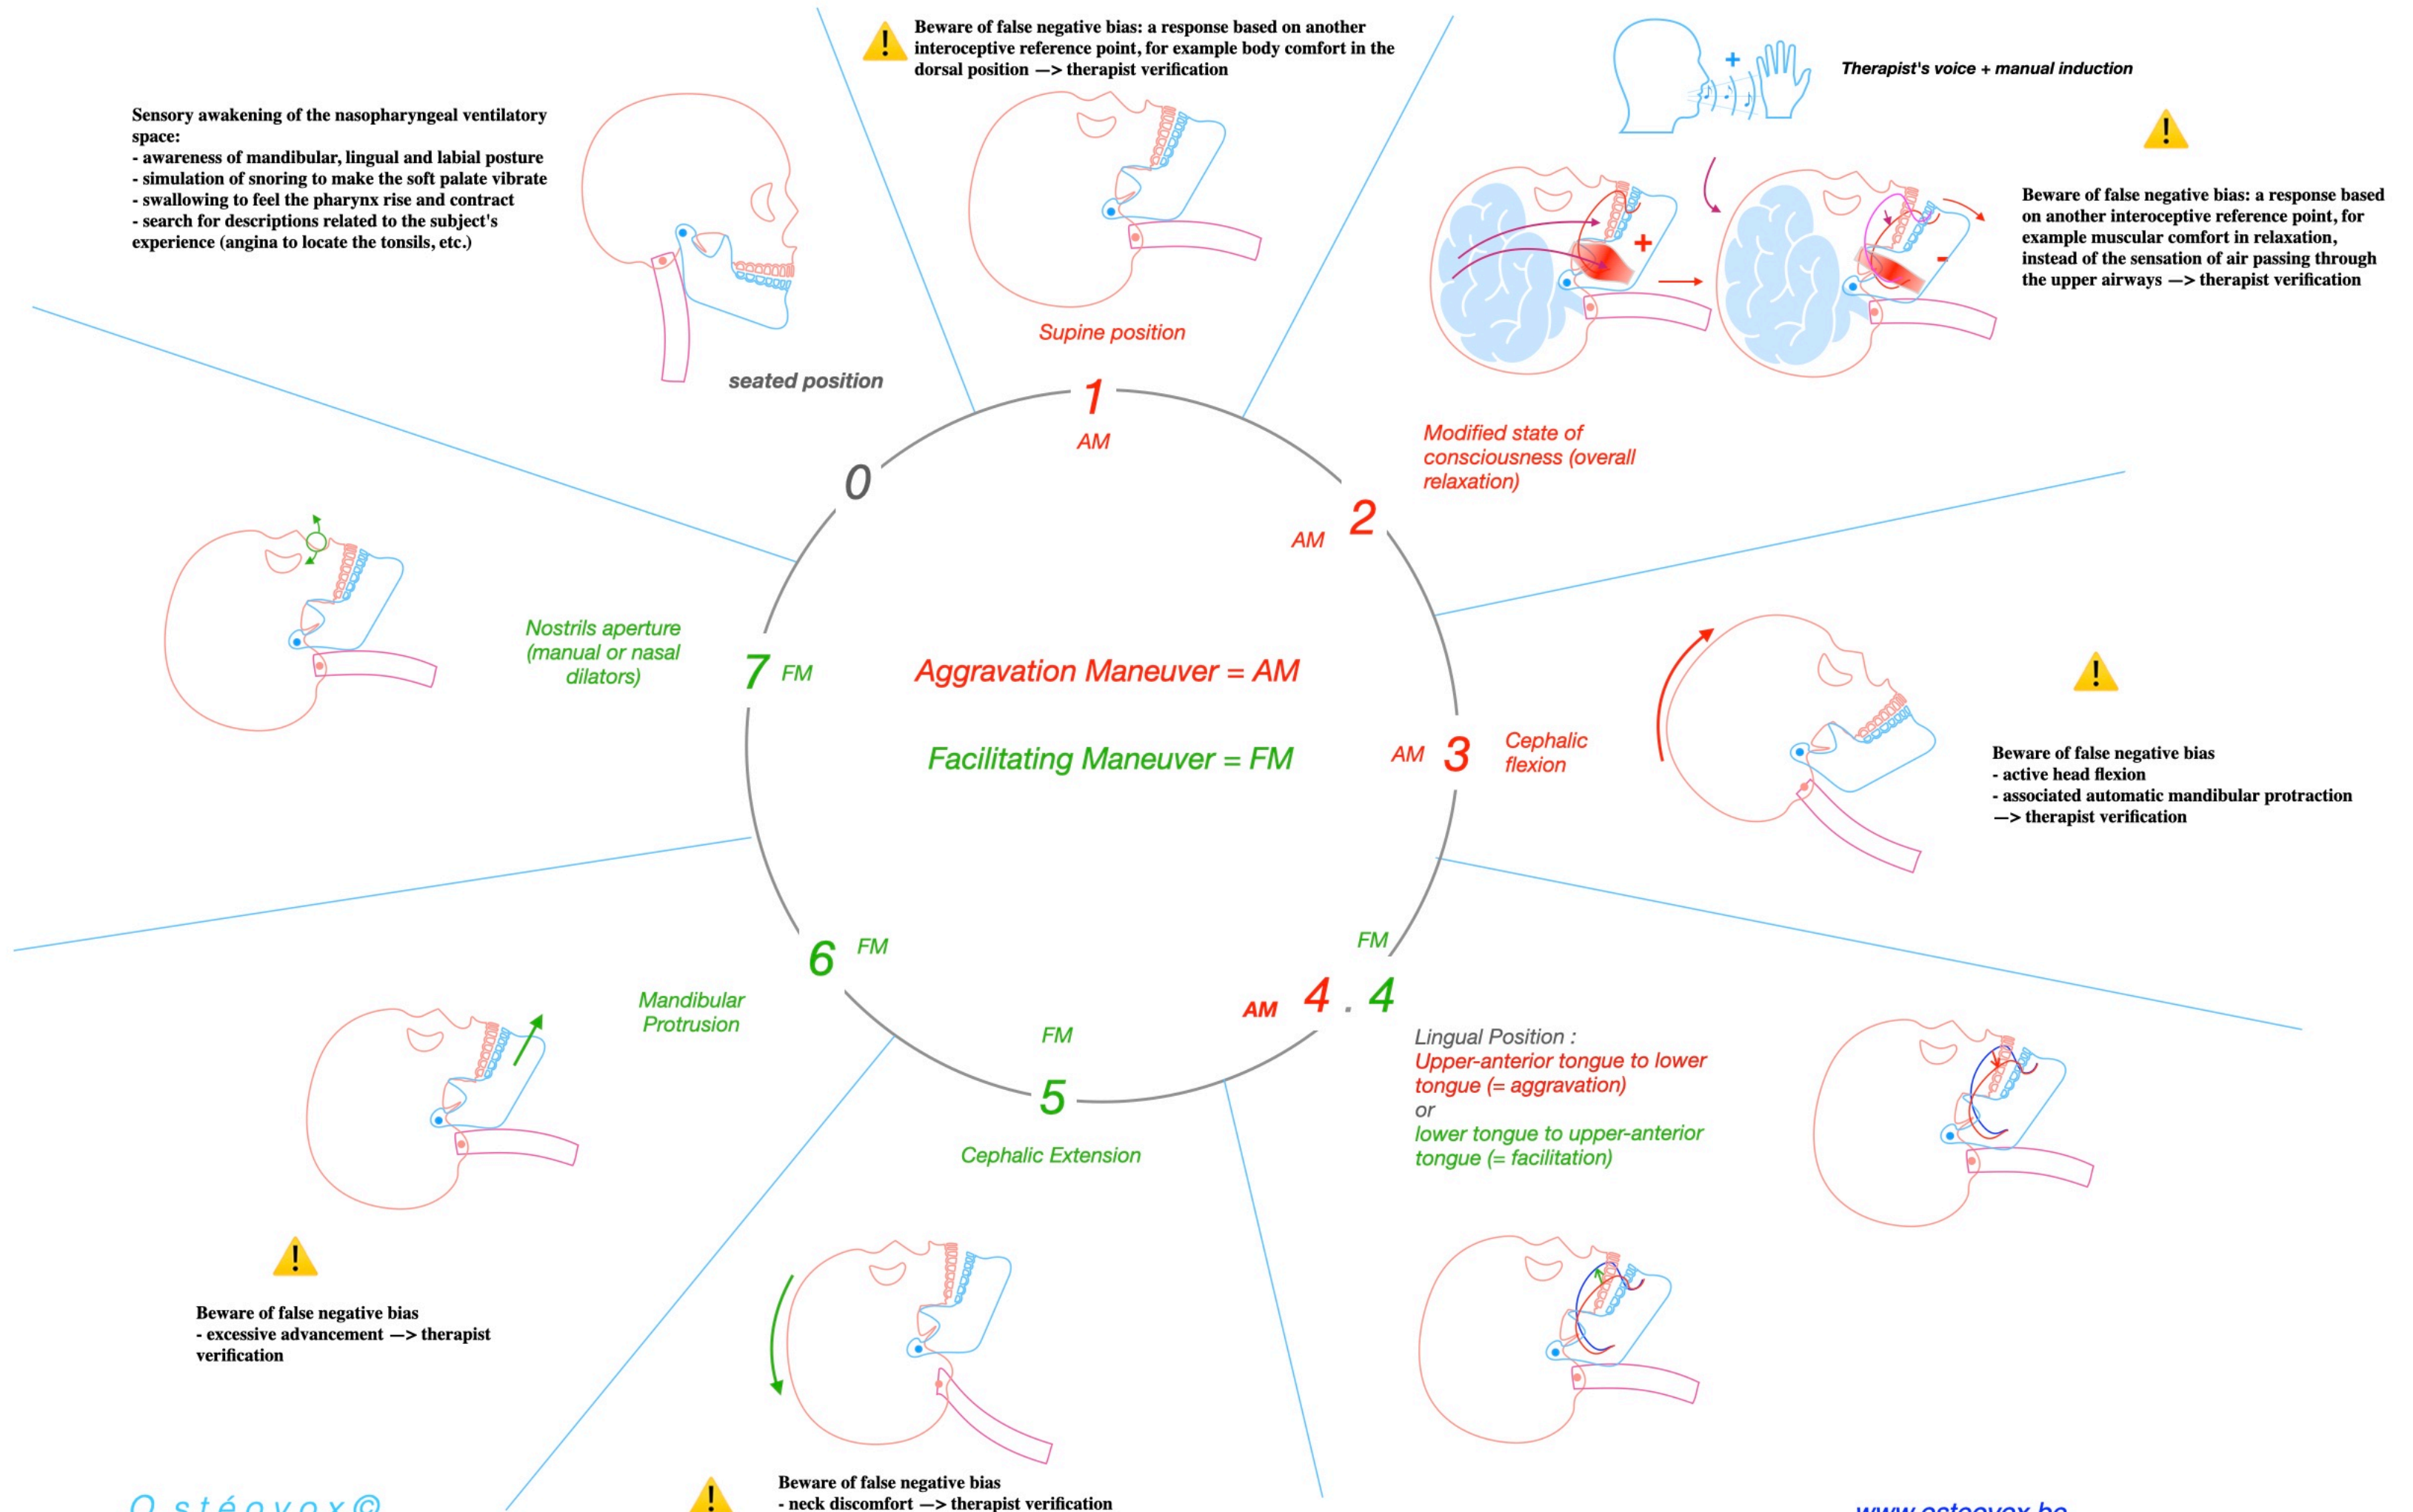 Beware of false negative bias: a response based on another
interoceptive reference point, for example body comfort in the
dorsal position —> therapist verification
Therapist's voice + manual induction
Sensory awakening of the nasopharyngeal ventilatory
space:
- awareness of mandibular, lingual and labial posture
- simulation of snoring to make the soft palate vibrate
- swallowing to feel the pharynx rise and contract
- search for descriptions related to the subject's
experience (angina to locate the tonsils, etc.)
Beware of false negative bias: a response based
on another interoceptive reference point, for
example muscular comfort in relaxation,
instead of the sensation of air passing through
the upper airways —> therapist verification
+
+
-
seated position
0
Supine position
1
AM
Modified state of
consciousness (overall
relaxation)
2
AM
Aggravation Maneuver = AM
Facilitating Maneuver = FM
AM 3
Cephalic
flexion
Beware of false negative bias
- active head flexion
- associated automatic mandibular protraction
—> therapist verification
FM
AM 4 . 4
Lingual Position :
Upper-anterior tongue to lower
tongue (= aggravation)
or
lower tongue to upper-anterior
tongue (= facilitation)
FM
5
Cephalic Extension
Beware of false negative bias
- neck discomfort —> therapist verification
6 FM
Mandibular
Protrusion
Beware of false negative bias
- excessive advancement —> therapist
verification
7 FM
Nostrils aperture
(manual or nasal
dilators)
Ostéovox©
www.osteovox.be